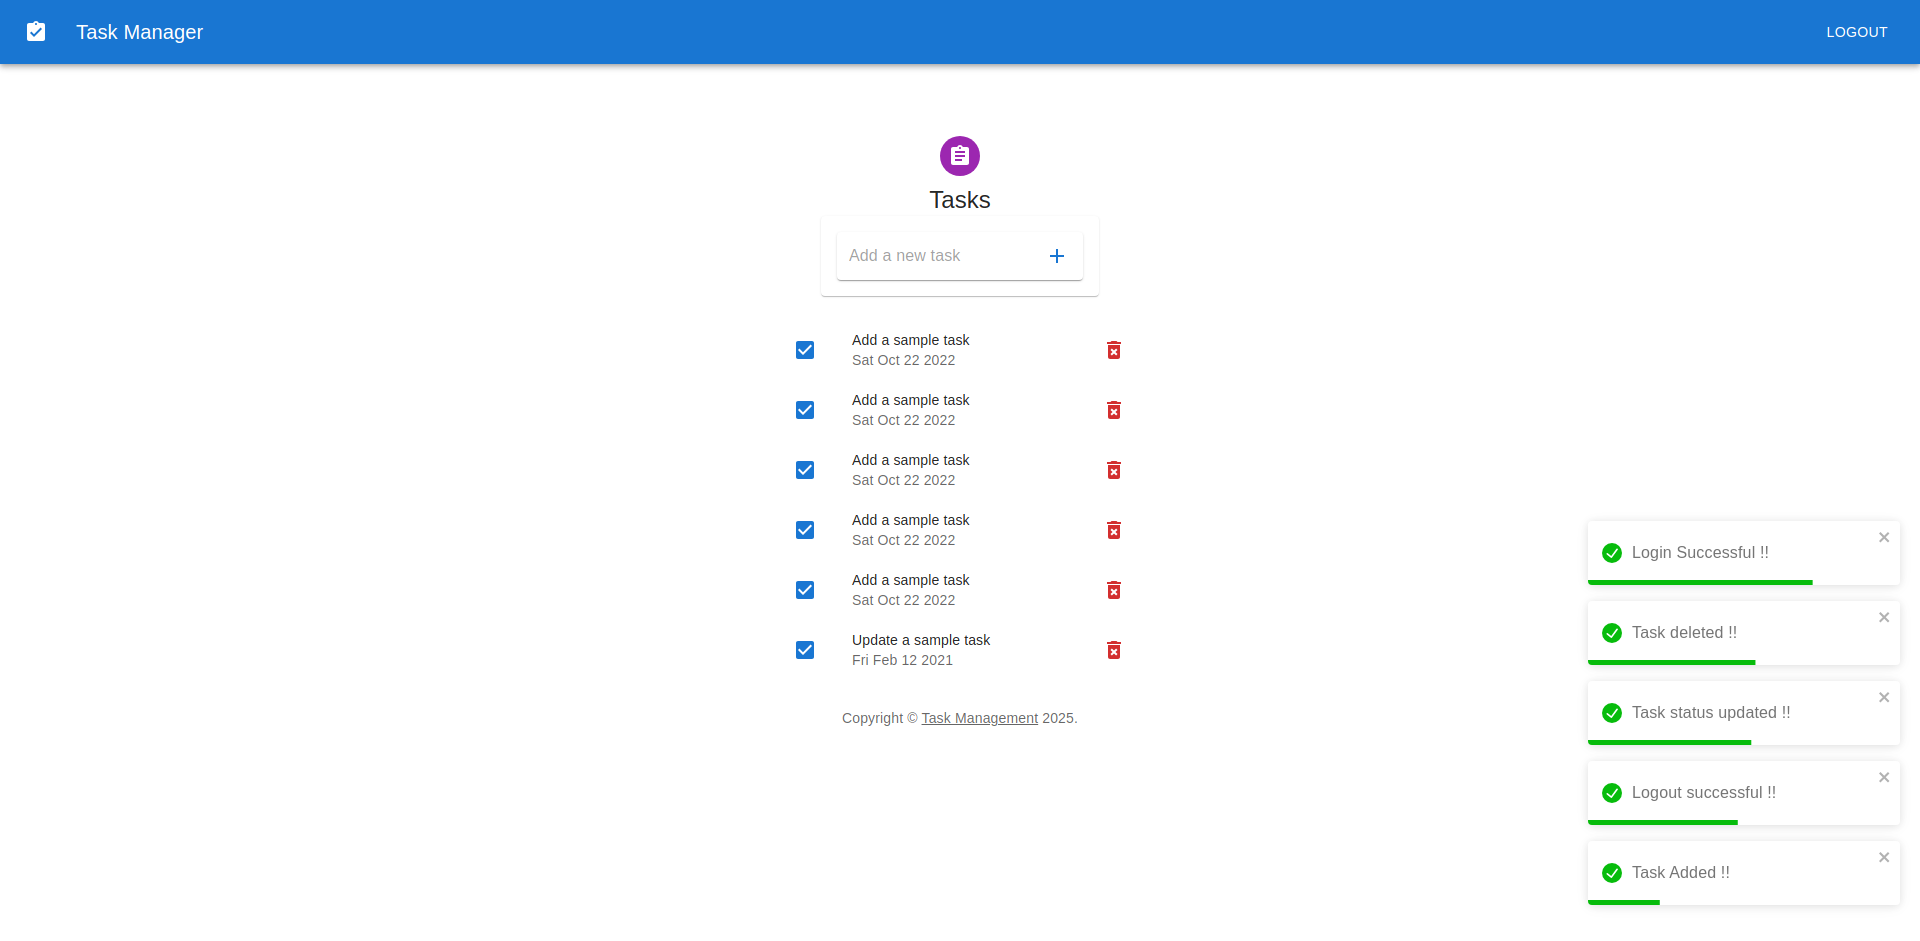 Task Manager
LOGOUT
Tasks
Add a new task
Add a sample task
Sat Oct 22 2022
Add a sample task
Sat Oct 22 2022
Add a sample task
Sat Oct 22 2022
Add a sample task
Sat Oct 22 2022
Add a sample task
Sat Oct 22 2022
Update a sample task
Fri Feb 12 2021
Copyright © Task Management 2025.
Login Successful !!
Task deleted !!
Task status updated !!
Logout successful !!
Task Added !!